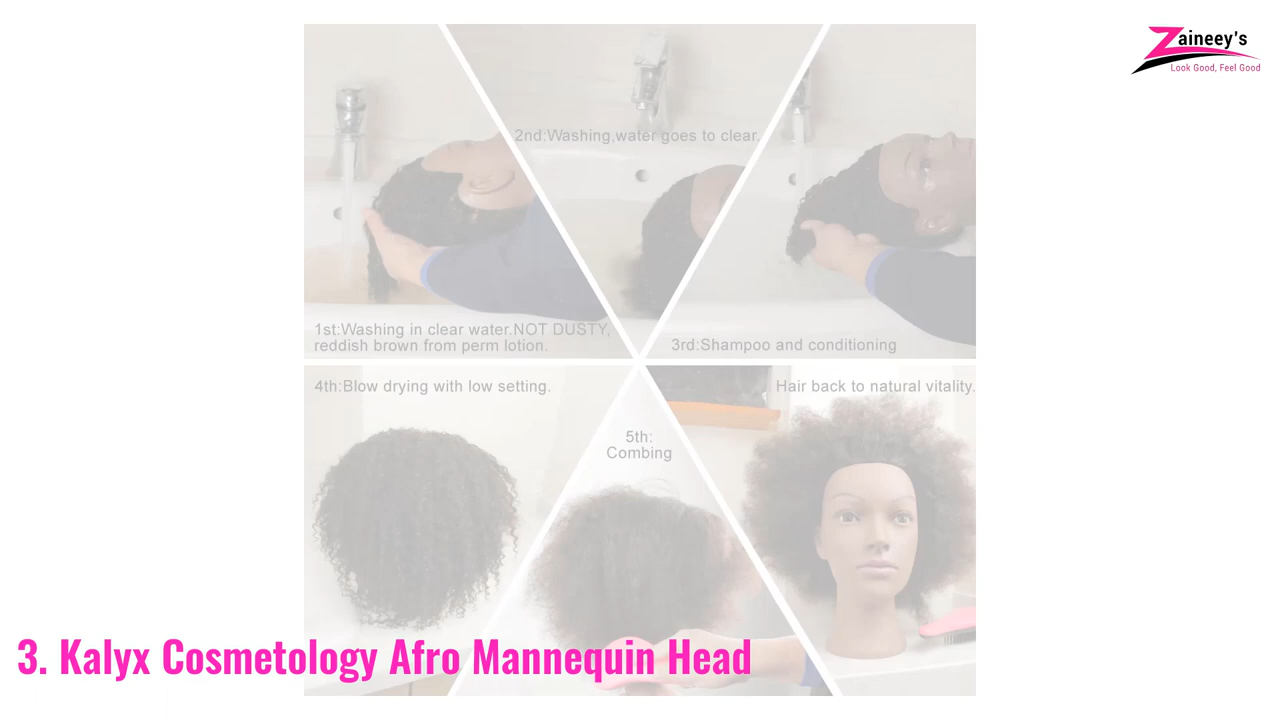 Zaineey's
Look Good, Feel Good
2nd:Washing,water goes to clear.
1st:Washing in clear water.NOT DUSTY,
reddish brown from perm lotion.
3rd:Shampoo and conditioning
4th:Blow drying with low setting.
Hair back to natural vitality.
5th:
Combing
3. Kalyx Cosmetology Afro Mannequin Head